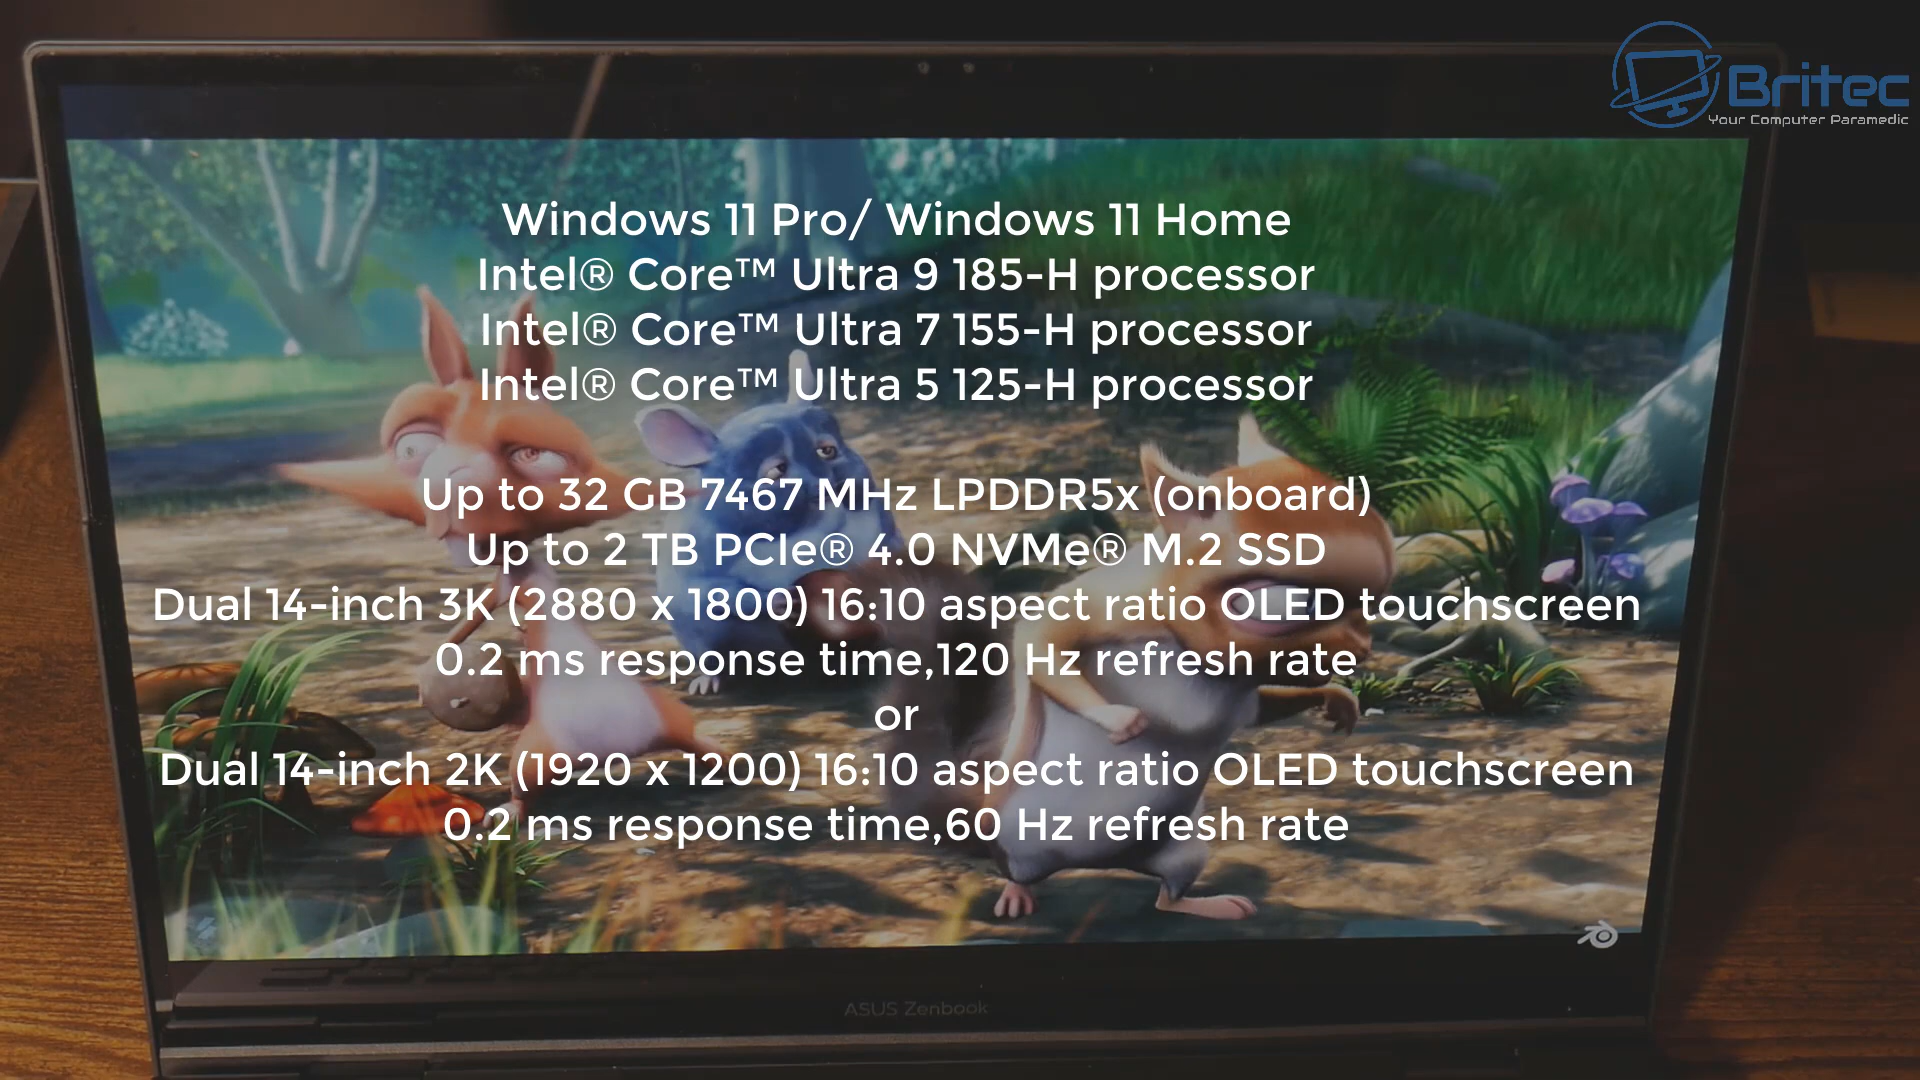 Britec
Your Computer Paramedic
Windows 11 Pro/ Windows 11 Home
Intel® Core™ Ultra 9 185-H processor
Intel® Core™ Ultra 7 155-H processor
Intel® Core™ Ultra 5 125-H processor
Up to 32 GB 7467 MHz LPDDR5x (onboard)
Up to 2 TB PCIe® 4.0 NVMe® M.2 SSD
Dual 14-inch 3K (2880 x 1800) 16:10 aspect ratio OLED touchscreen
0.2 ms response time,120 Hz refresh rate
or
Dual 14-inch 2K (1920 x 1200) 16:10 aspect ratio OLED touchscreen
0.2 ms response time,60 Hz refresh rate
ASUS Zenbook